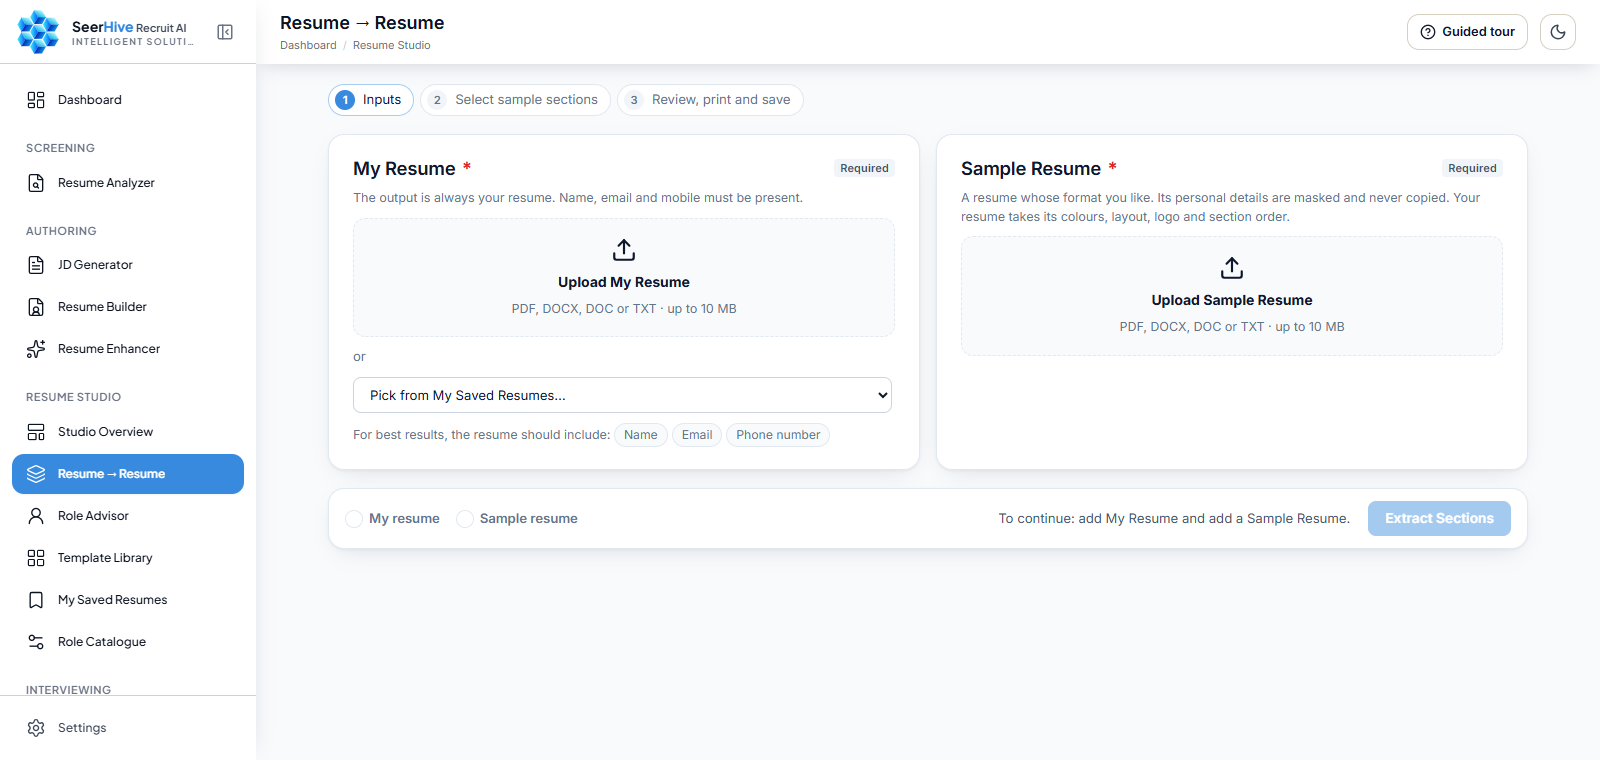 SeerHive Recruit AI
INTELLIGENT SOLUTI...
Dashboard
SCREENING
Resume Analyzer
AUTHORING
JD Generator
Resume Builder
Resume Enhancer
RESUME STUDIO
Studio Overview
Resume → Resume
Role Advisor
Template Library
My Saved Resumes
Role Catalogue
INTERVIEWING
Settings
Resume → Resume
Dashboard / Resume Studio
Guided tour
1 Inputs
2 Select sample sections
3 Review, print and save
My Resume *
Required
The output is always your resume. Name, email and mobile must be present.
Upload My Resume
PDF, DOCX, DOC or TXT · up to 10 MB
or
Pick from My Saved Resumes...
For best results, the resume should include: Name Email Phone number
Sample Resume *
Required
A resume whose format you like. Its personal details are masked and never copied. Your
resume takes its colours, layout, logo and section order.
Upload Sample Resume
PDF, DOCX, DOC or TXT · up to 10 MB
My resume
Sample resume
To continue: add My Resume and add a Sample Resume.
Extract Sections